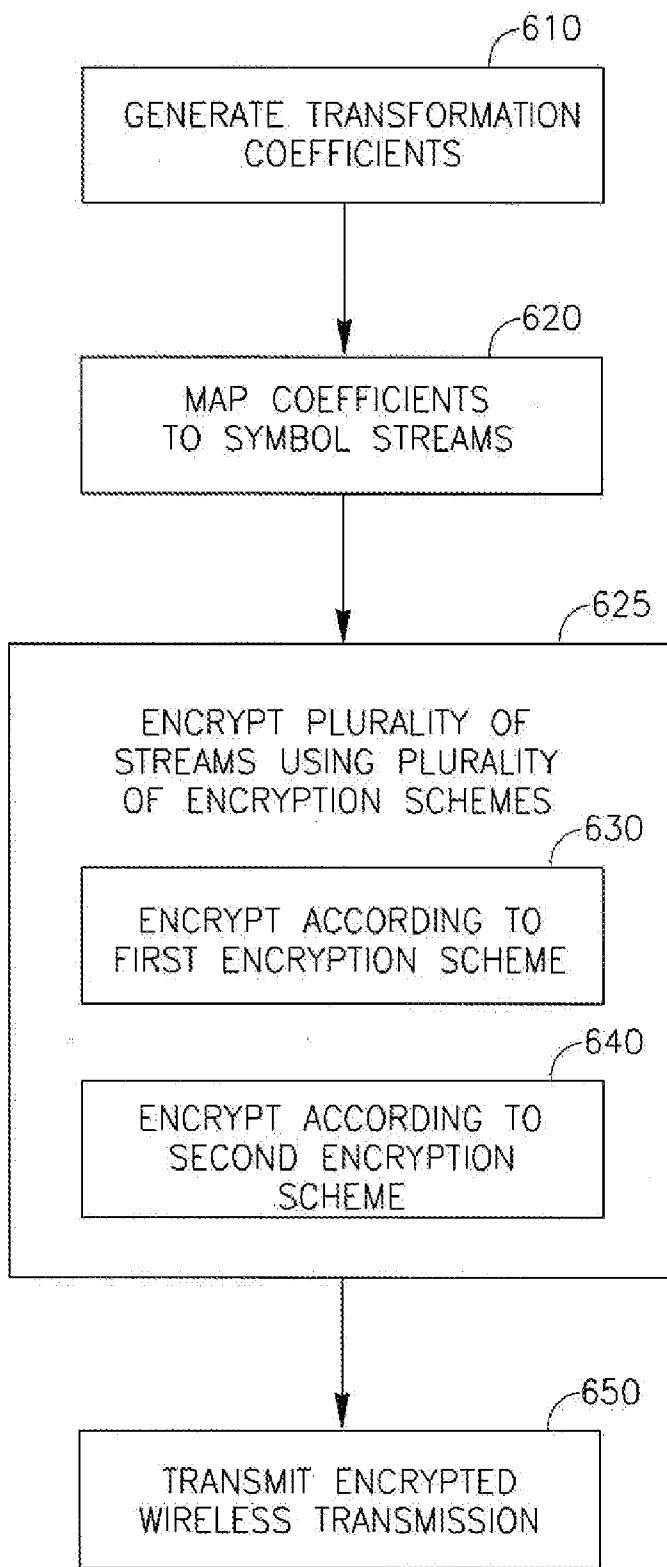 610
GENERATE TRANSFORMATION
COEFFICIENTS
620
MAP COEFFICIENTS
TO SYMBOL STREAMS
625
ENCRYPT PLURALITY OF
STREAMS USING PLURALITY
OF ENCRYPTION SCHEMES
630
ENCRYPT ACCORDING TO
FIRST ENCRYPTION SCHEME
640
ENCRYPT ACCORDING TO
SECOND ENCRYPTION
SCHEME
650
TRANSMIT ENCRYPTED
WIRELESS TRANSMISSION